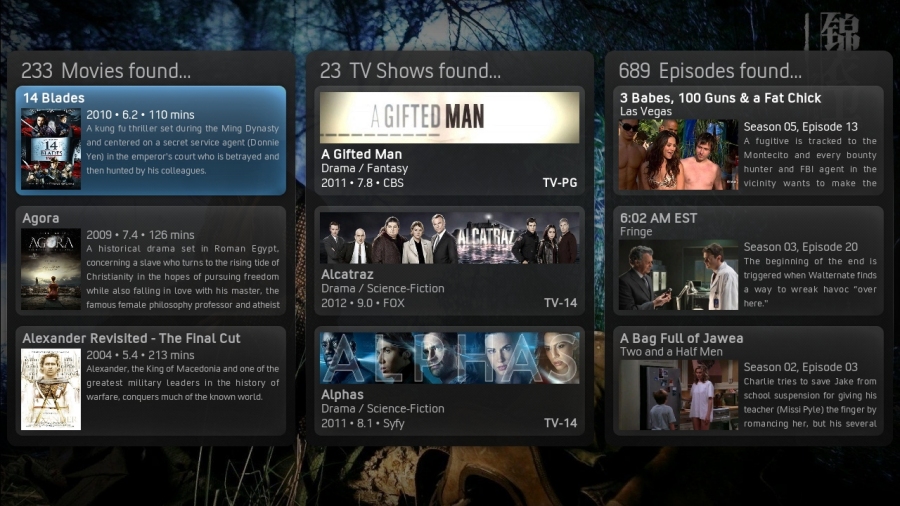 錦
233 Movies found...
14 Blades
14
BLADES
2010 • 6.2 • 110 mins
A kung fu thriller set during the Ming Dynasty
and centered on a secret service agent (Donnie
Yen) in the emperor's court who is betrayed and
then hunted by his colleagues.
Agora
AGORA
2009 • 7.4 • 126 mins
A historical drama set in Roman Egypt,
concerning a slave who turns to the rising tide of
Christianity in the hopes of pursuing freedom
while also falling in love with his master, the
famous female philosophy professor and atheist
Alexander Revisited - The Final Cut
2004 • 5.4 • 213 mins
Alexander, the King of Macedonia and one of the
greatest military leaders in the history of
warfare, conquers much of the known world.
23 TV Shows found...
A GIFTED MAN
A Gifted Man
Drama / Fantasy
2011 • 7.8 • CBS
TV-PG
ALCATRAZ
Alcatraz
Drama / Science-Fiction
2012 • 9.0 • FOX
TV-14
ALPHAS
Alphas
Drama / Science-Fiction
2011 • 8.1 • Syfy
TV-14
689 Episodes found...
3 Babes, 100 Guns & a Fat Chick
Las Vegas
Season 05, Episode 13
A fugitive is tracked to the
Montecito and every bounty
hunter and FBI agent in the
vicinity wants to make the
6:02 AM EST
Fringe
Season 03, Episode 20
The beginning of the end is
triggered when Walternate finds
a way to wreak havoc "over
here."
A Bag Full of Jawea
Two and a Half Men
Season 02, Episode 03
Charlie tries to save Jake from
school suspension for giving his
teacher (Missi Pyle) the finger by
romancing her, but his several